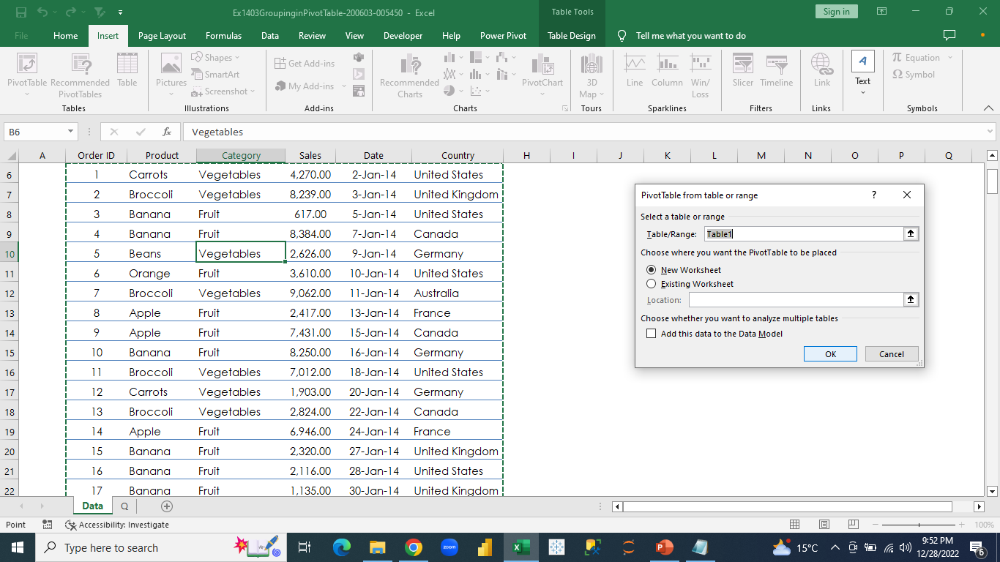 Ex1403GroupinginPivotTable-200603-005450 - Excel
Table Tools
Sign in
File Home Insert Page Layout Formulas Data Review View Developer Help Power Pivot Table Design Tell me what you want to do
PivotTable
Recommended PivotTables
Table
Tables
Pictures
Shapes
SmartArt
Screenshot
Illustrations
Get Add-ins
My Add-ins
Add-ins
Recommended Charts
PivotChart
Charts
3D Map
Tours
Line
Column
Win/Loss
Sparklines
Slicer
Timeline
Filters
Link
Links
A
Text
Equation
Symbol
Symbols
B6
fx
Vegetables
A Order ID Product Category Sales Date Country H I J K L M N O P Q
6 1 Carrots Vegetables 4,270.00 2-Jan-14 United States
7 2 Broccoli Vegetables 8,239.00 3-Jan-14 United Kingdom
8 3 Banana Fruit 617.00 5-Jan-14 United States
9 4 Banana Fruit 8,384.00 7-Jan-14 Canada
10 5 Beans Vegetables 2,626.00 9-Jan-14 Germany
11 6 Orange Fruit 3,610.00 10-Jan-14 United States
12 7 Broccoli Vegetables 9,062.00 11-Jan-14 Australia
13 8 Apple Fruit 2,417.00 13-Jan-14 France
14 9 Apple Fruit 7,431.00 15-Jan-14 Canada
15 10 Banana Fruit 8,250.00 16-Jan-14 Germany
16 11 Broccoli Vegetables 7,012.00 18-Jan-14 United States
17 12 Carrots Vegetables 1,903.00 20-Jan-14 Germany
18 13 Broccoli Vegetables 2,824.00 22-Jan-14 Canada
19 14 Apple Fruit 6,946.00 24-Jan-14 France
20 15 Banana Fruit 2,320.00 27-Jan-14 United Kingdom
21 16 Banana Fruit 2,116.00 28-Jan-14 United States
22 17 Banana Fruit 1,135.00 30-Jan-14 United Kingdom
PivotTable from table or range ?
Select a table or range
Table/Range: Table1
Choose where you want the PivotTable to be placed
New Worksheet
Existing Worksheet
Location:
Choose whether you want to analyze multiple tables
Add this data to the Data Model
OK Cancel
Data Q
Point Accessibility: Investigate 100%
Type here to search
zoom
15°C
9:52 PM
12/28/2022
6